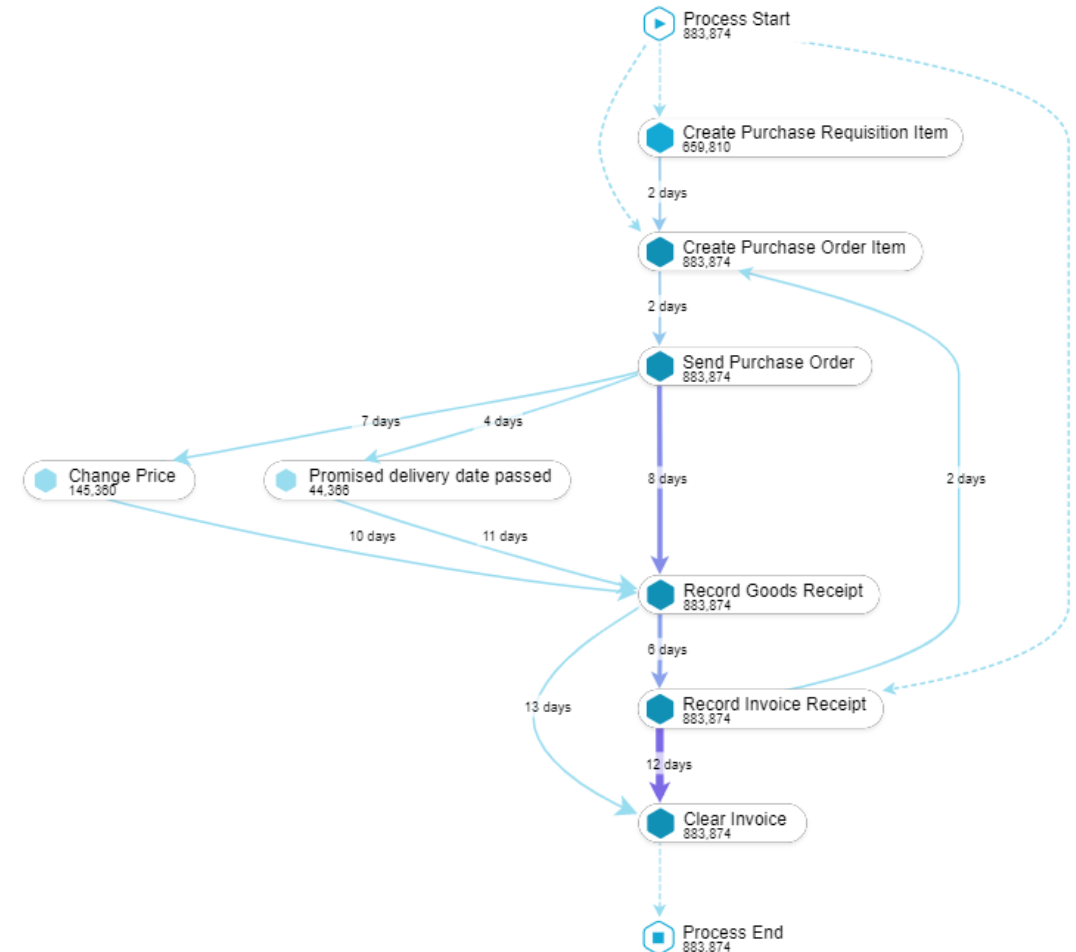 Process Start
883,874
Create Purchase Requisition Item
659,810
2 days
Create Purchase Order Item
883,874
2 days
Send Purchase Order
883,874
7 days
4 days
Change Price
145,360
Promised delivery date passed
44,366
8 days
2 days
10 days
11 days
Record Goods Receipt
883,874
6 days
Record Invoice Receipt
883,874
13 days
12 days
Clear Invoice
883,874
Process End
883,874